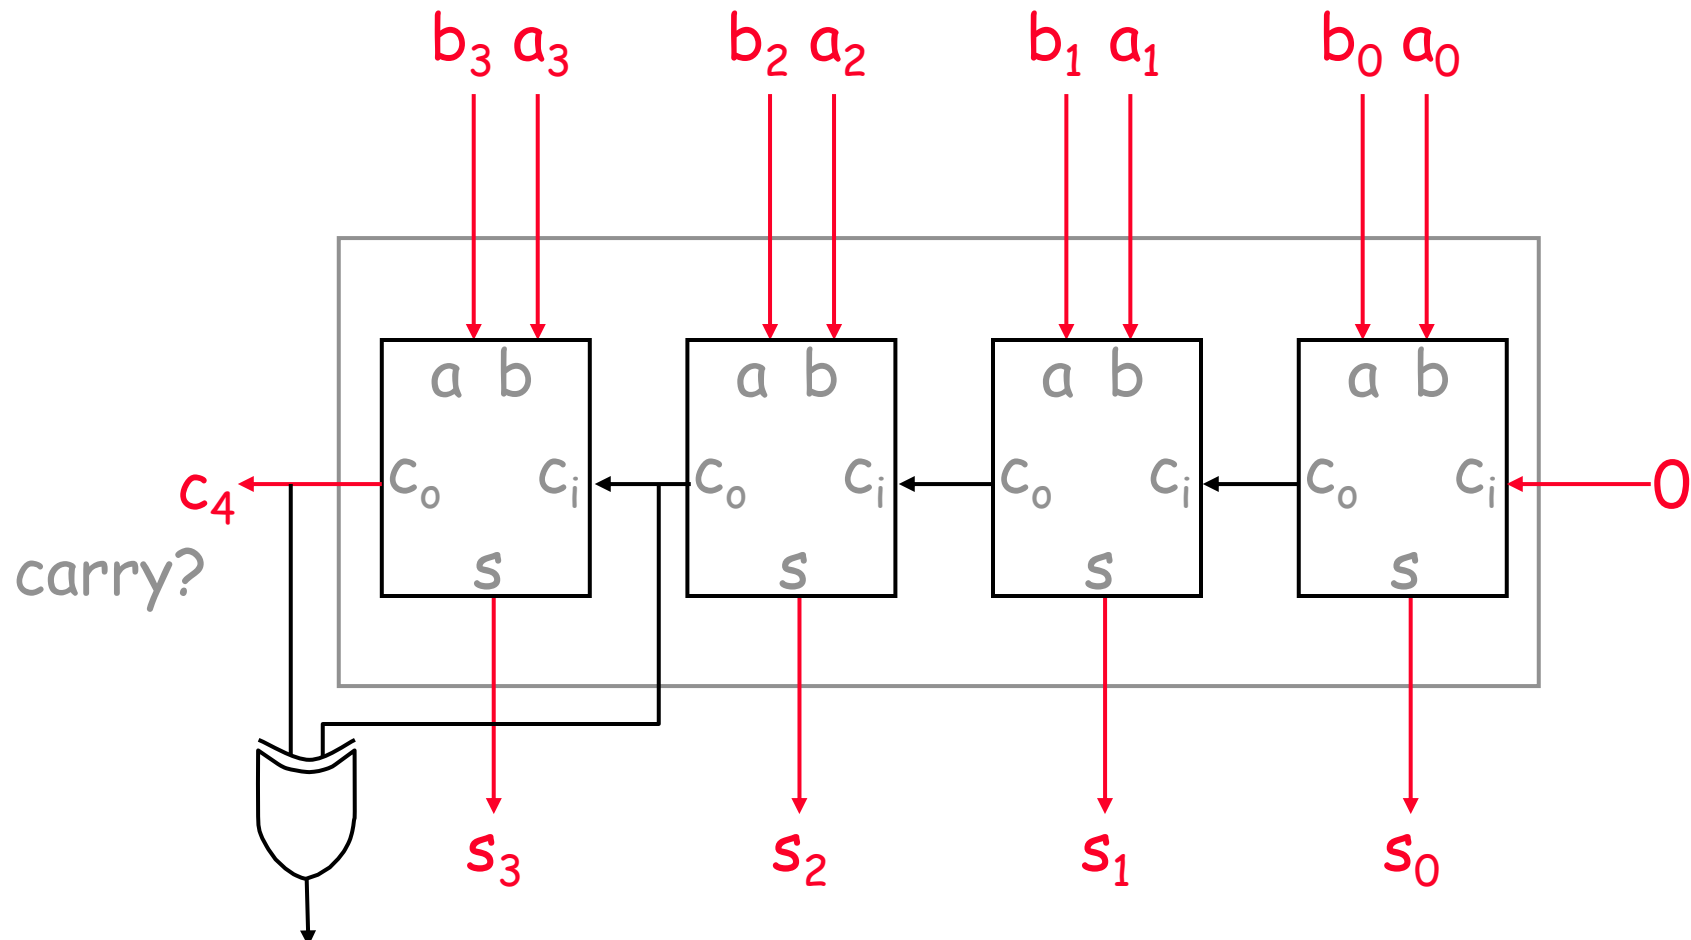 b3 a3 b2 a2 b1 a1 b0 a0
a b a b a b a b
c4 co ci co ci co ci co ci 0
carry? s s s s
s3 s2 s1 s0